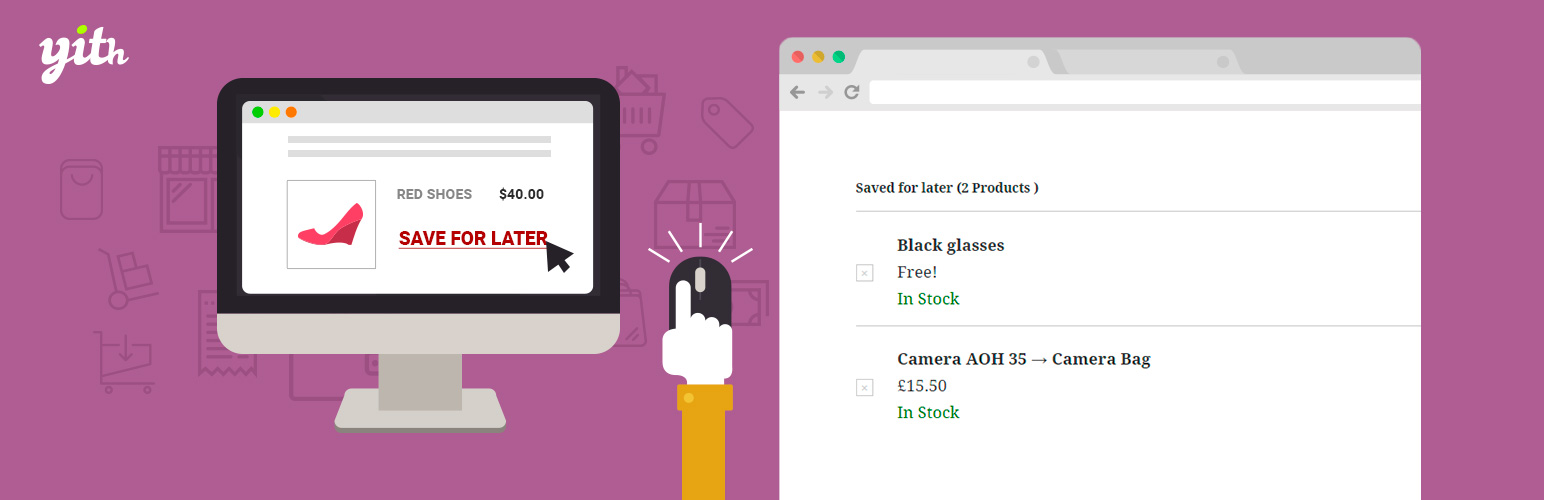 yith
RED SHOES $40.00
SAVE FOR LATER
Saved for later (2 Products )
Black glasses
Free!
In Stock
Camera AOH 35 → Camera Bag
£15.50
In Stock